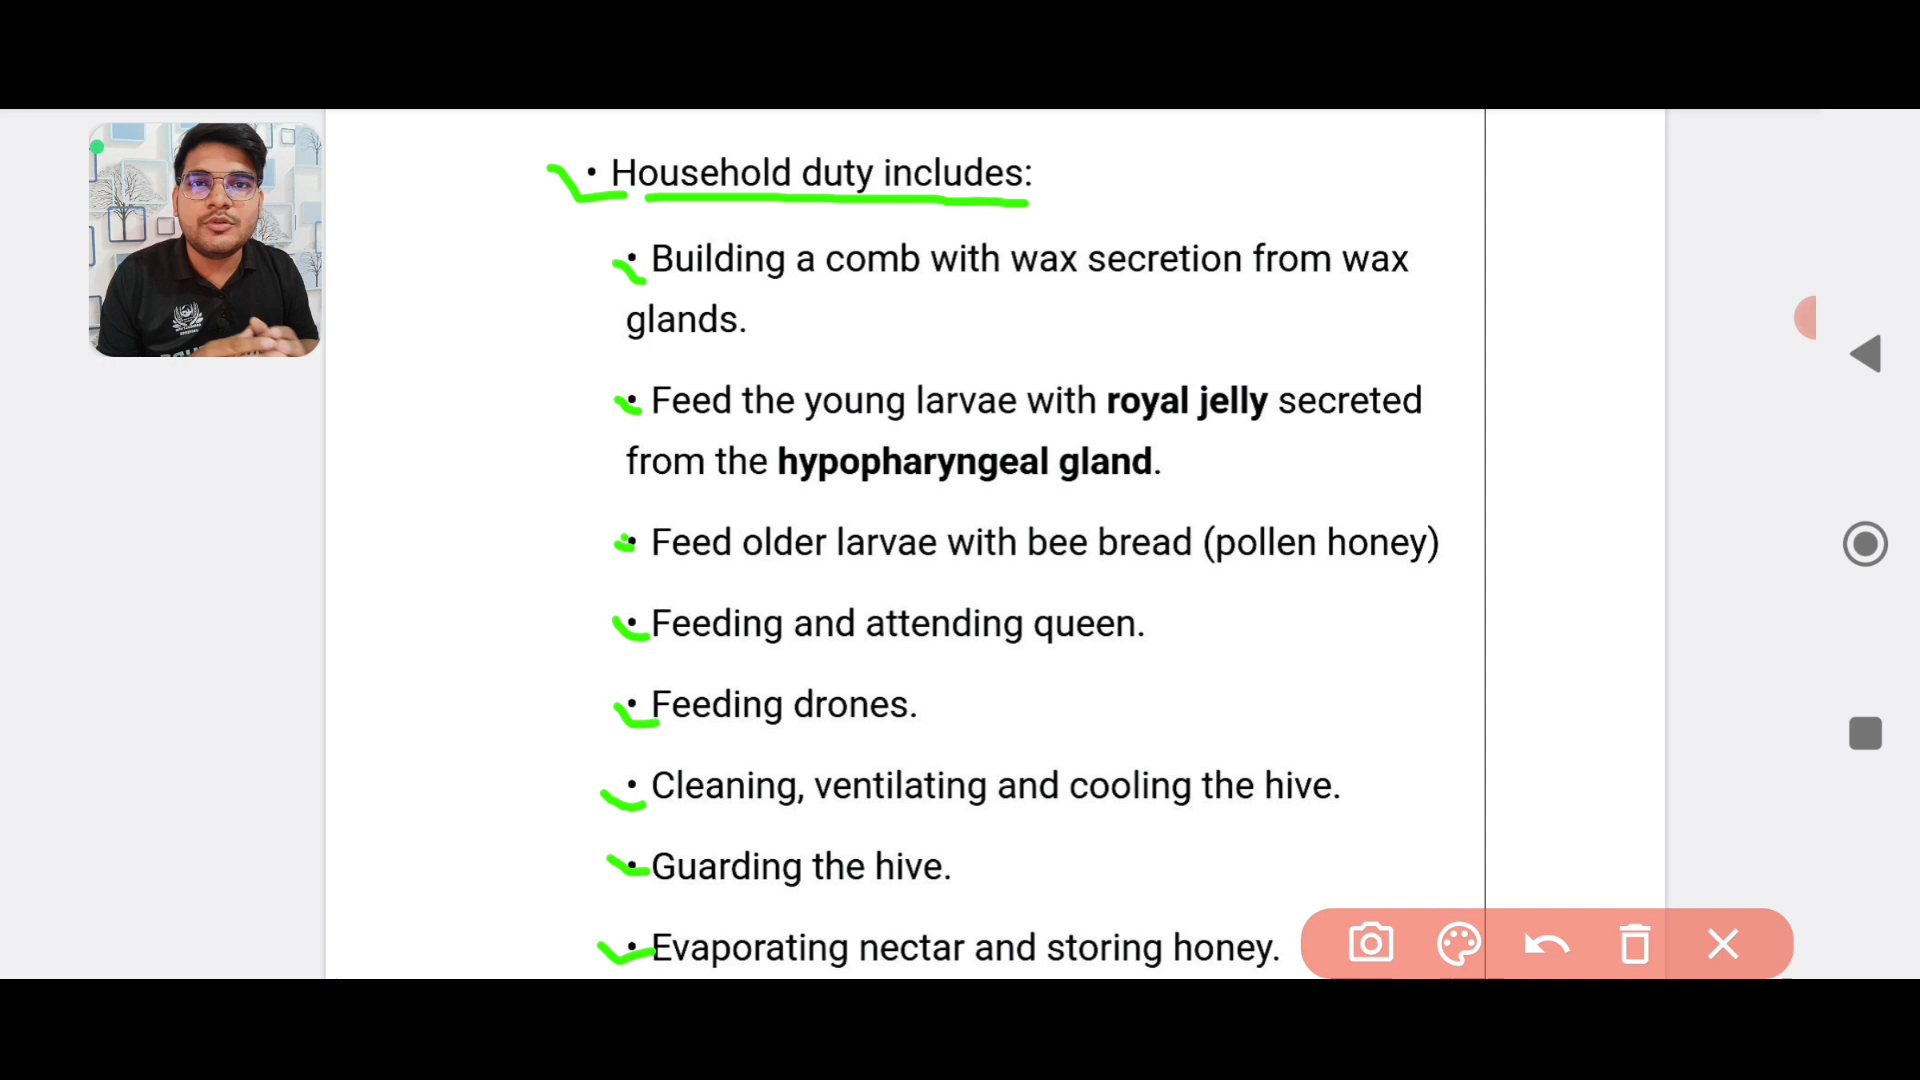 • Household duty includes:
• Building a comb with wax secretion from wax
glands.
• Feed the young larvae with royal jelly secreted
from the hypopharyngeal gland.
• Feed older larvae with bee bread (pollen honey)
• Feeding and attending queen.
• Feeding drones.
• Cleaning, ventilating and cooling the hive.
• Guarding the hive.
• Evaporating nectar and storing honey.